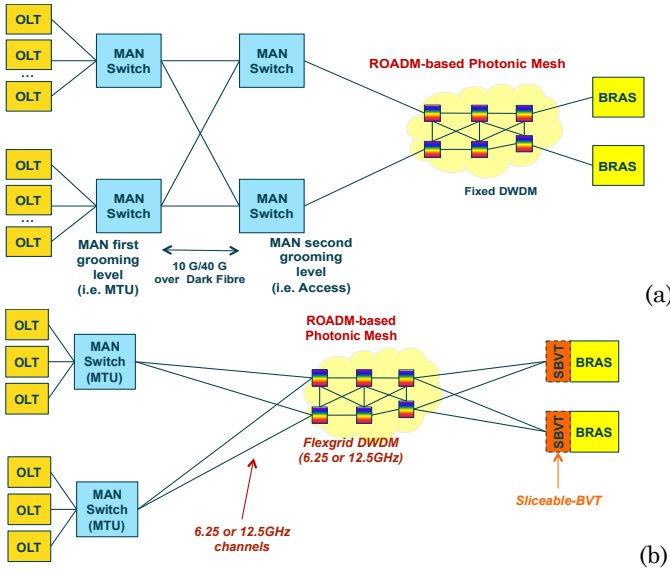 OLT
OLT
...
OLT
MAN
Switch
MAN
Switch
ROADM-based Photonic Mesh
BRAS
BRAS
Fixed DWDM
OLT
OLT
...
OLT
MAN
Switch
MAN
Switch
MAN first
grooming
level
(i.e. MTU)
10 G/40 G
over Dark Fibre
MAN second
grooming
level
(i.e. Access)
(a)
OLT
OLT
OLT
MAN
Switch
(MTU)
ROADM-based
Photonic Mesh
SBVT
BRAS
SBVT
BRAS
Flexgrid DWDM
(6.25 or 12.5GHz)
OLT
OLT
OLT
MAN
Switch
(MTU)
6.25 or 12.5GHz
channels
Sliceable-BVT
(b)